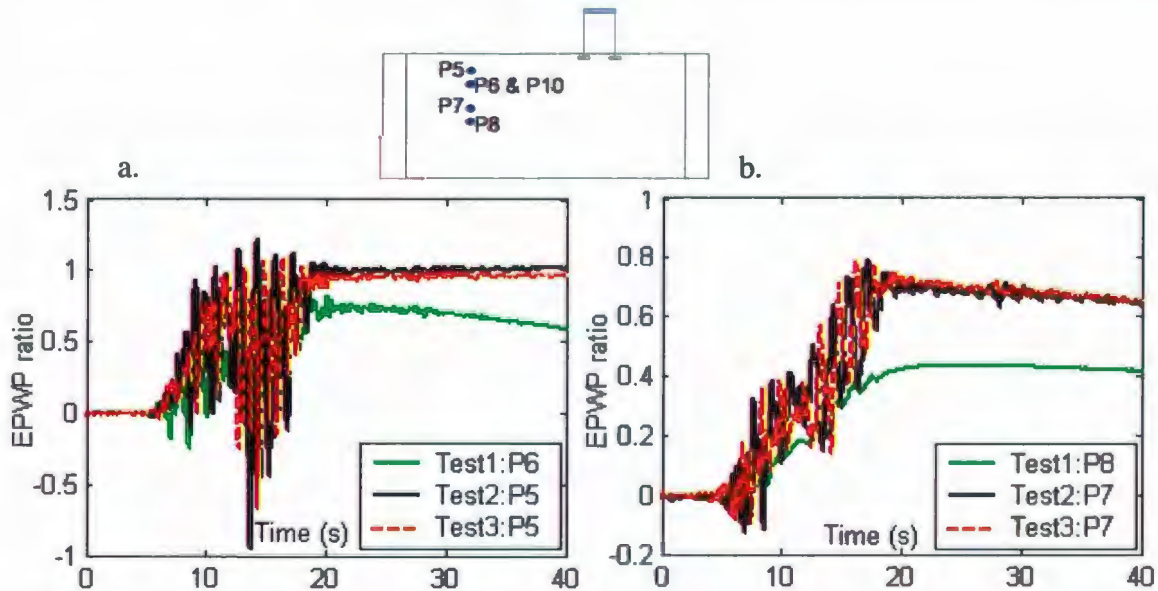 P5
P6 & P10
P7
P8
a.
b.
1.5
1
0.5
0
-0.5
-1
EPWP ratio
Time (s)
Test1:P6
Test2:P5
Test3:P5
0
10
20
30
40
1
0.8
0.6
0.4
0.2
0
-0.2
EPWP ratio
Time (s)
Test1:P8
Test2:P7
Test3:P7
0
10
20
30
40